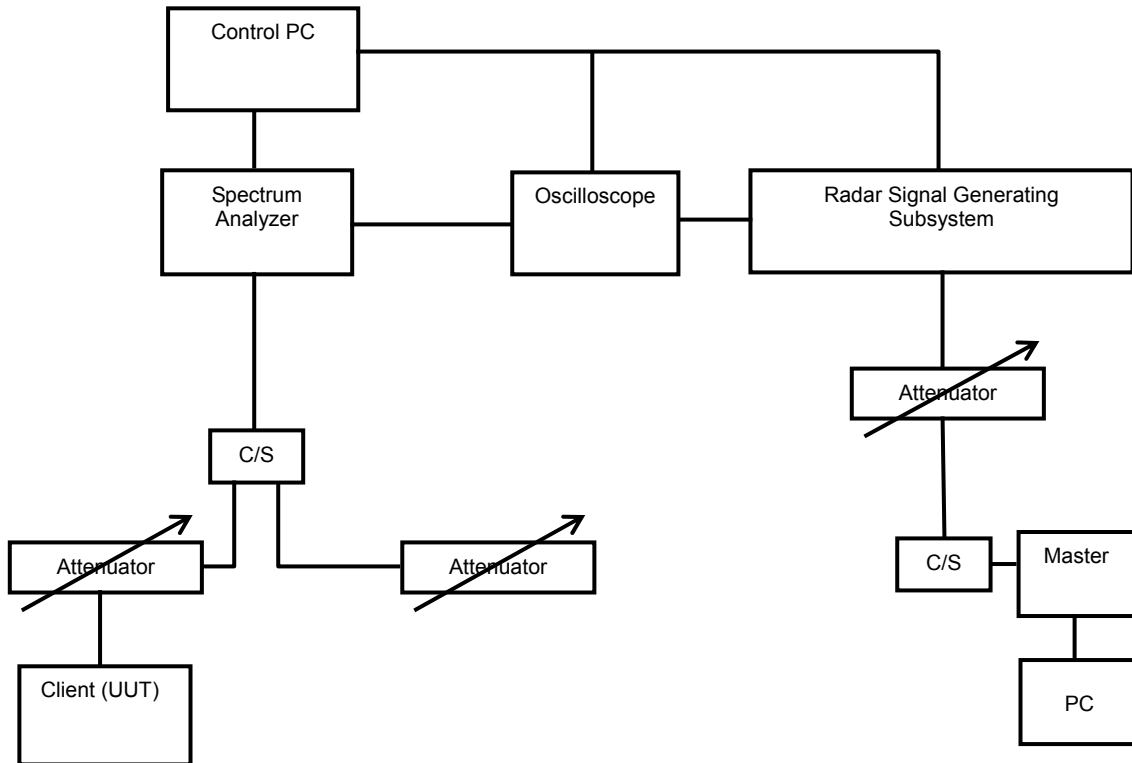 Control PC
Spectrum
Analyzer
Oscilloscope
Radar Signal Generating
Subsystem
Attenuator
C/S
Attenuator
Attenuator
C/S
Master
Client (UUT)
PC